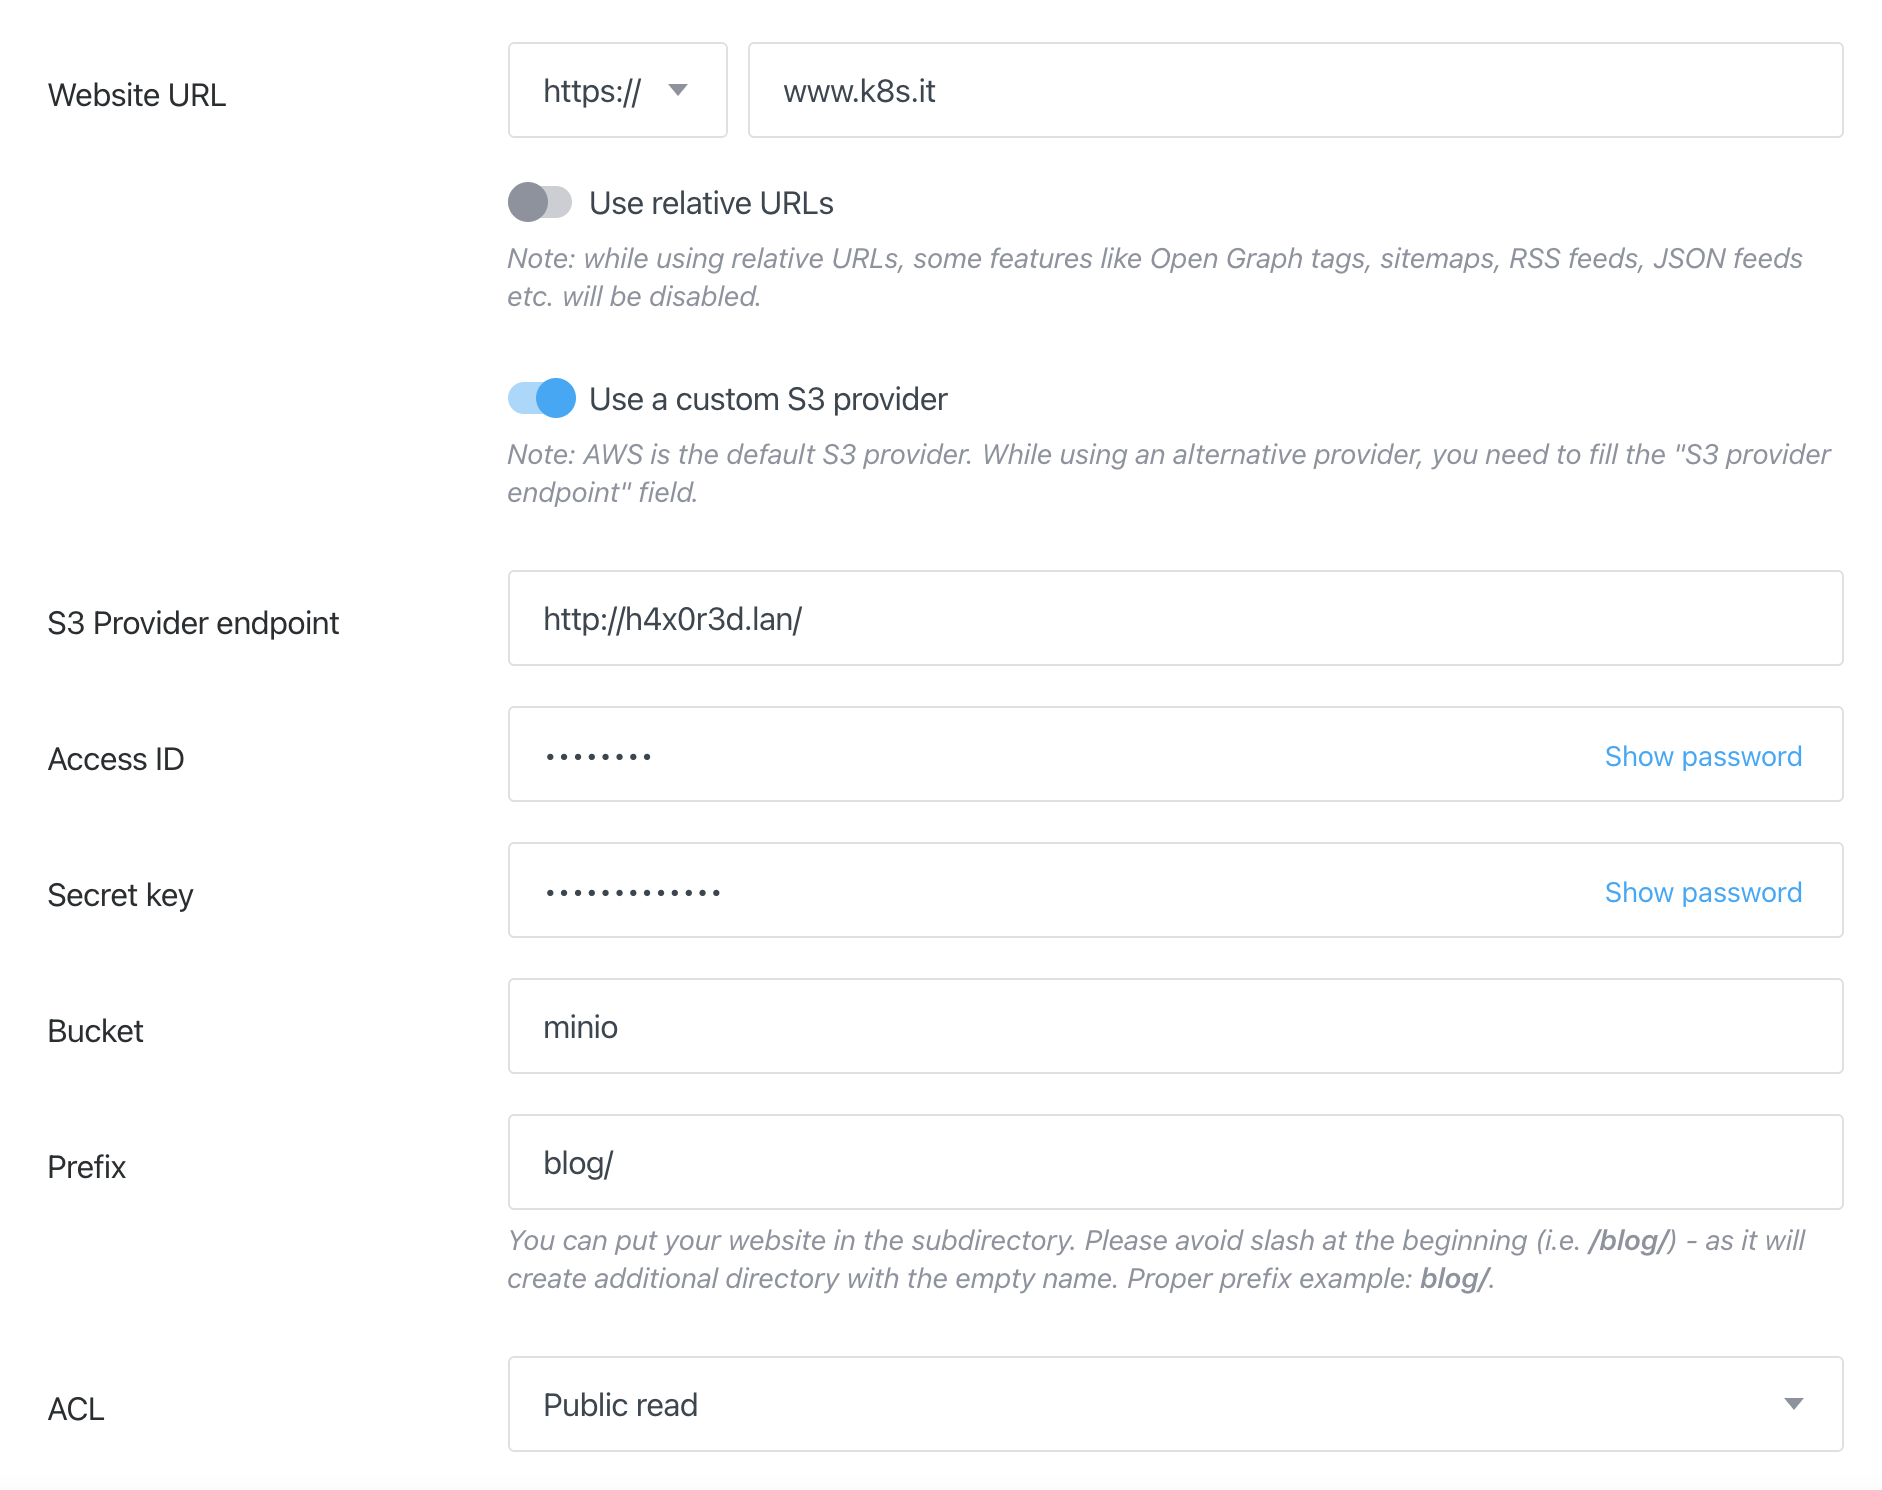 Website URL
https://
www.k8s.it
Use relative URLs
Note: while using relative URLs, some features like Open Graph tags, sitemaps, RSS feeds, JSON feeds
etc. will be disabled.
Use a custom S3 provider
Note: AWS is the default S3 provider. While using an alternative provider, you need to fill the "S3 provider
endpoint" field.
S3 Provider endpoint
http://h4x0r3d.lan/
Access ID
••••••••
Show password
Secret key
•••••••••••••
Show password
Bucket
minio
Prefix
blog/
You can put your website in the subdirectory. Please avoid slash at the beginning (i.e. /blog/) - as it will
create additional directory with the empty name. Proper prefix example: blog/.
ACL
Public read